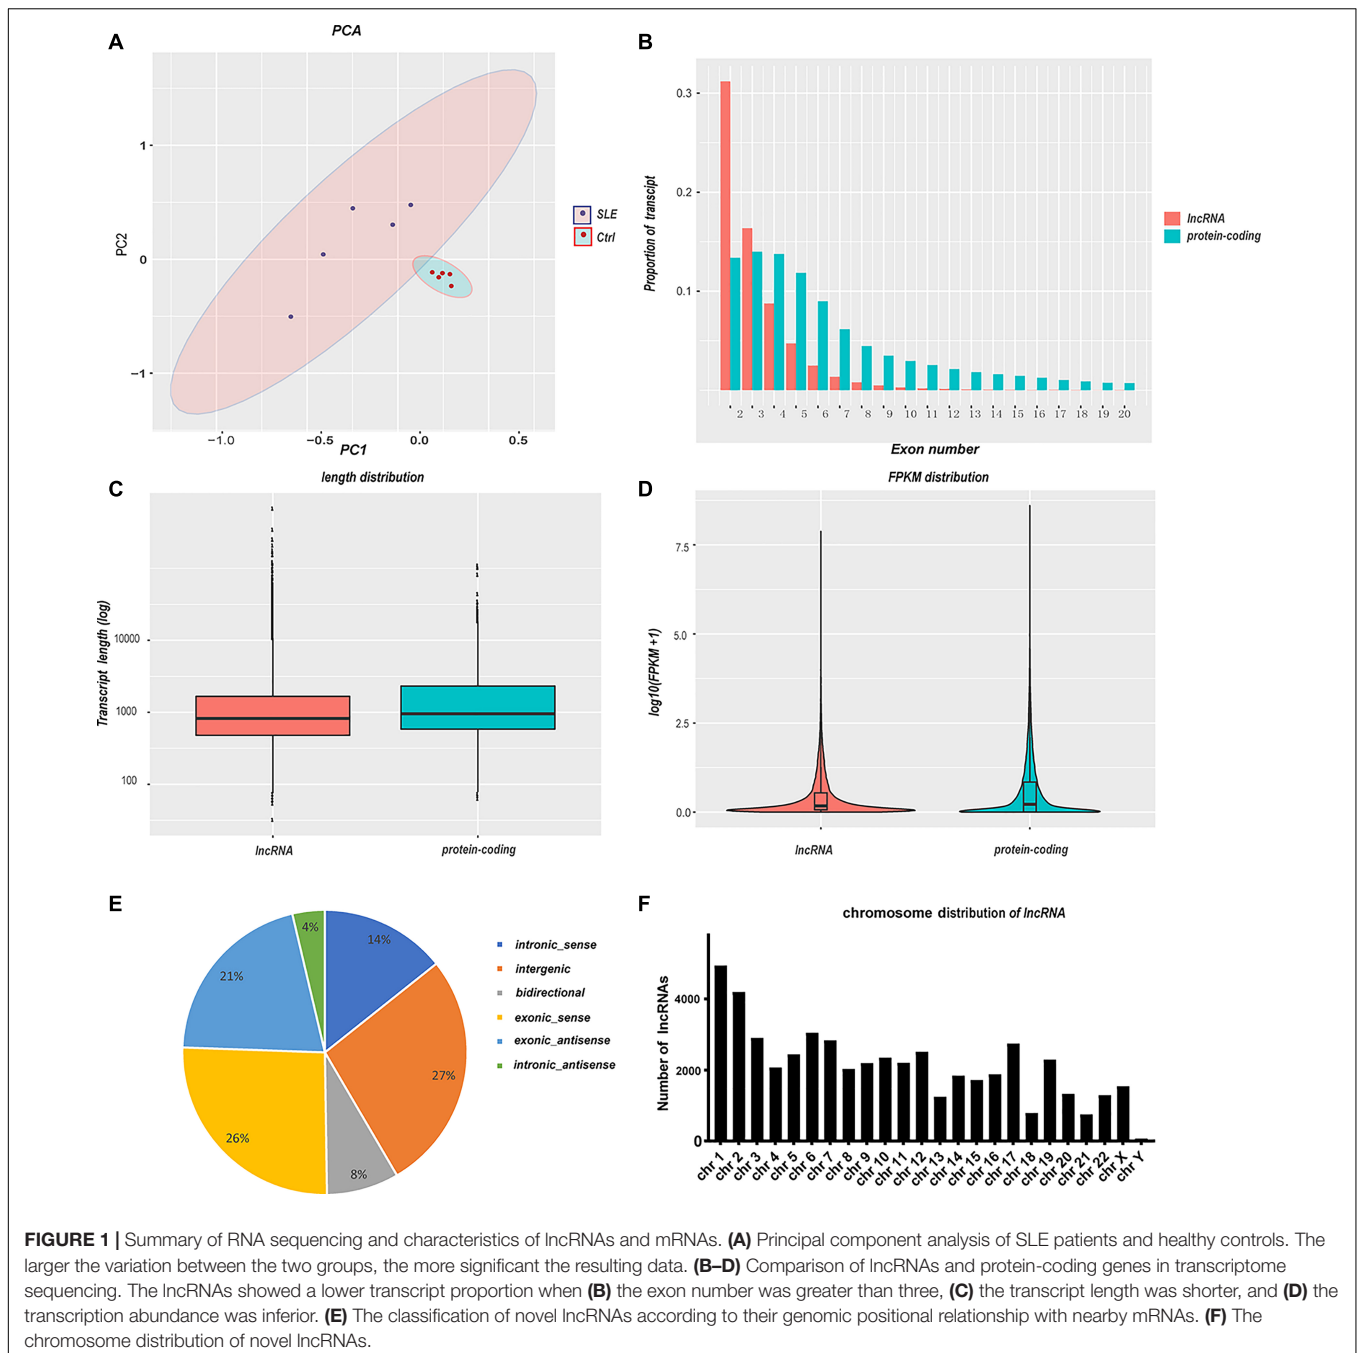 A
PCA
PC2
1
0
−1
−1.0
−0.5
0.0
0.5
PC1
SLE
Ctrl
B
Proportion of transcipt
0.3
0.2
0.1
2 3 4 5 6 7 8 9 10 11 12 13 14 15 16 17 18 19 20
Exon number
lncRNA
protein-coding
C
length distribution
Transcript length (log)
10000
1000
100
lncRNA
protein-coding
D
FPKM distribution
log10(FPKM +1)
7.5
5.0
2.5
0.0
lncRNA
protein-coding
E
4%
14%
21%
27%
26%
8%
intronic_sense
intergenic
bidirectional
exonic_sense
exonic_antisense
intronic_antisense
F
chromosome distribution of lncRNA
Number of lncRNAs
4000
2000
0
chr 1
chr 2
chr 3
chr 4
chr 5
chr 6
chr 7
chr 8
chr 9
chr 10
chr 11
chr 12
chr 13
chr 14
chr 15
chr 16
chr 17
chr 18
chr 19
chr 20
chr 21
chr 22
chr X
chr Y
FIGURE 1 | Summary of RNA sequencing and characteristics of lncRNAs and mRNAs. (A) Principal component analysis of SLE patients and healthy controls. The
larger the variation between the two groups, the more significant the resulting data. (B–D) Comparison of lncRNAs and protein-coding genes in transcriptome
sequencing. The lncRNAs showed a lower transcript proportion when (B) the exon number was greater than three, (C) the transcript length was shorter, and (D) the
transcription abundance was inferior. (E) The classification of novel lncRNAs according to their genomic positional relationship with nearby mRNAs. (F) The
chromosome distribution of novel lncRNAs.